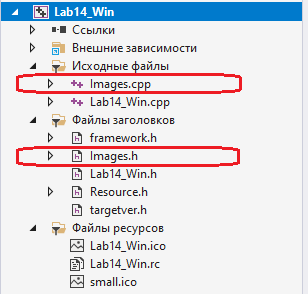 Lab14_Win
Ссылки
Внешние зависимости
Исходные файлы
Images.cpp
Lab14_Win.cpp
Файлы заголовков
framework.h
Images.h
Lab14_Win.h
Resource.h
targetver.h
Файлы ресурсов
Lab14_Win.ico
Lab14_Win.rc
small.ico